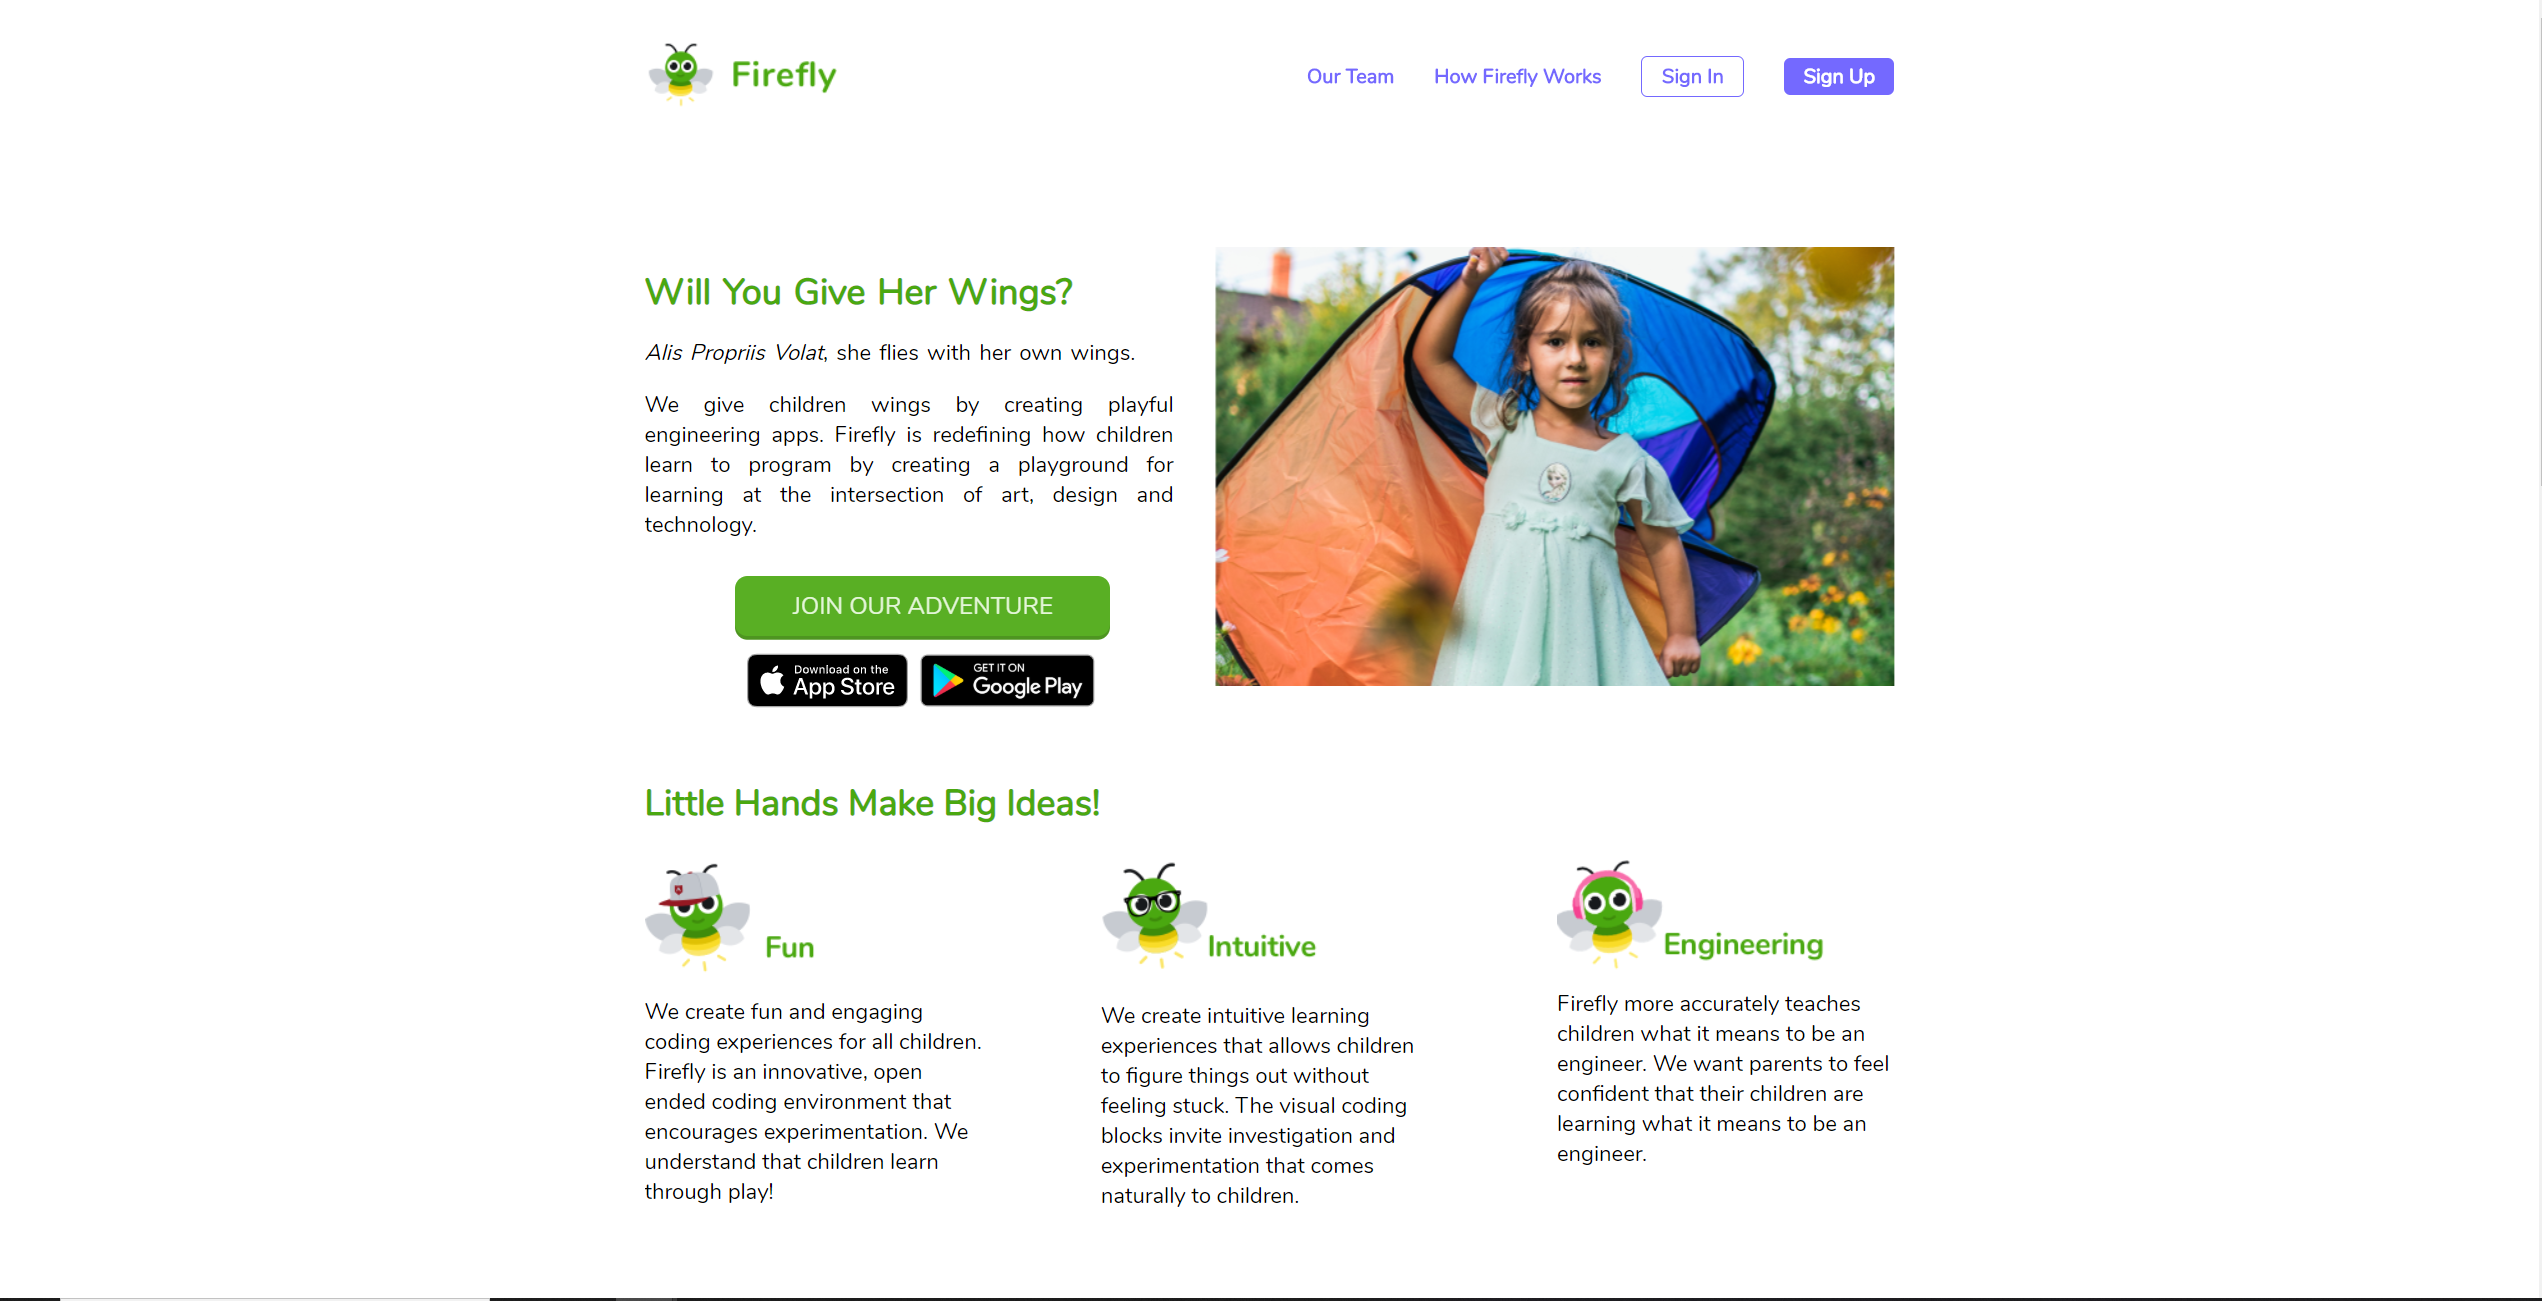 Firefly
Our Team
How Firefly Works
Sign In
Sign Up
Will You Give Her Wings?
Alis Propriis Volat, she flies with her own wings.
We give children wings by creating playful
engineering apps. Firefly is redefining how children
learn to program by creating a playground for
learning at the intersection of art, design and
technology.
JOIN OUR ADVENTURE
Download on the
App Store
GET IT ON
Google Play
Little Hands Make Big Ideas!
Fun
We create fun and engaging
coding experiences for all children.
Firefly is an innovative, open
ended coding environment that
encourages experimentation. We
understand that children learn
through play!
Intuitive
We create intuitive learning
experiences that allows children
to figure things out without
feeling stuck. The visual coding
blocks invite investigation and
experimentation that comes
naturally to children.
Engineering
Firefly more accurately teaches
children what it means to be an
engineer. We want parents to feel
confident that their children are
learning what it means to be an
engineer.